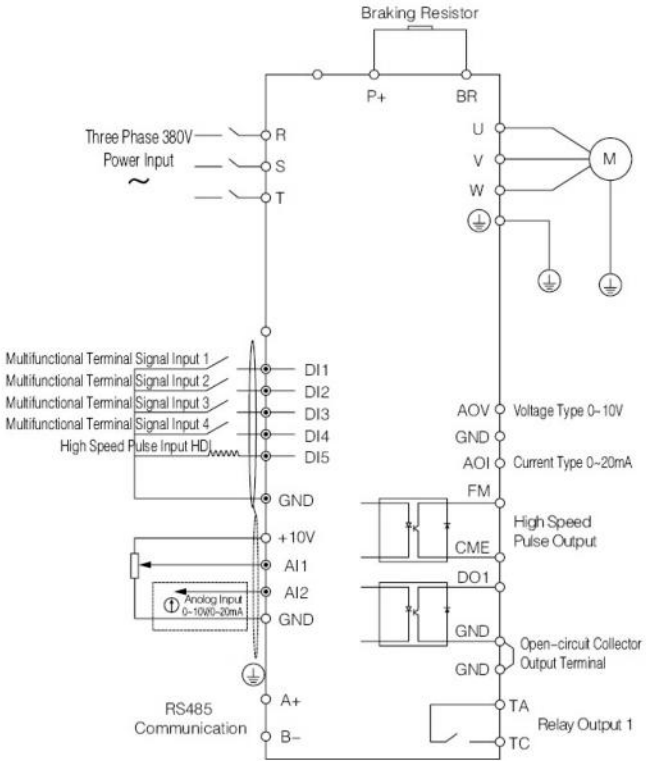 Braking Resistor
P+
BR
Three Phase 380V
Power Input
~
R
S
T
U
V
W
M
Multifunctional Terminal Signal Input 1
Multifunctional Terminal Signal Input 2
Multifunctional Terminal Signal Input 3
Multifunctional Terminal Signal Input 4
High Speed Pulse Input HDI
DI1
DI2
DI3
DI4
DI5
GND
+10V
AI1
AI2
GND
Analog Input
0~10V/0~20mA
AOV
Voltage Type 0~10V
GND
AOI
Current Type 0~20mA
FM
High Speed
Pulse Output
CME
DO1
GND
GND
Open-circuit Collector
Output Terminal
RS485
Communication
A+
B-
TA
TC
Relay Output 1